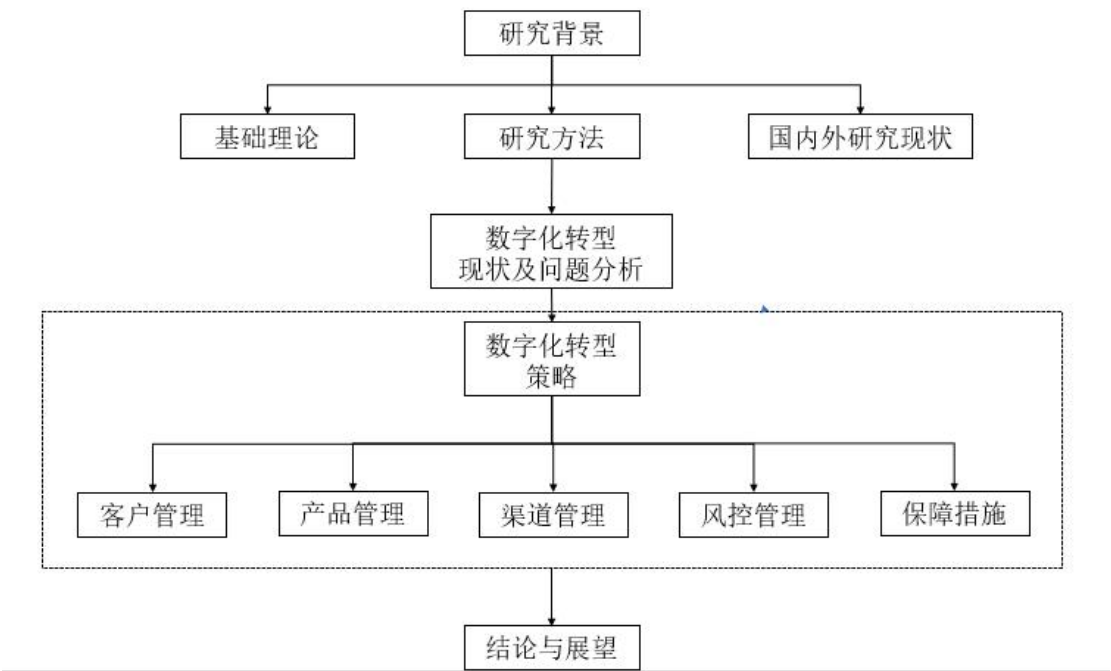 研究背景
基础理论
研究方法
国内外研究现状
数字化转型
现状及问题分析
数字化转型
策略
客户管理
产品管理
渠道管理
风控管理
保障措施
结论与展望